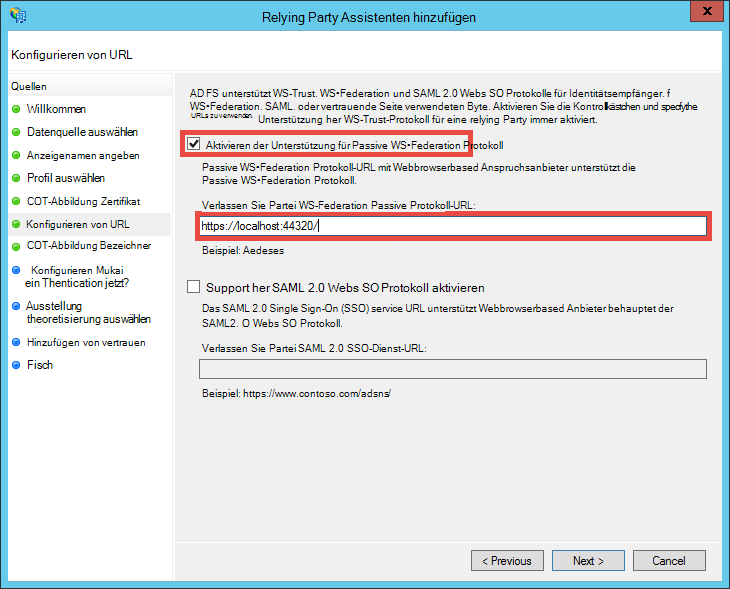 Relying Party Assistenten hinzufügen
X
Konfigurieren von URL
Quellen
Willkommen
Datenquelle auswählen
Anzeigenamen angeben
Profil auswählen
COT-Abbildung Zertifikat
Konfigurieren von URL
COT-Abbildung Bezeichner
Konfigurieren Mukai
ein Thentication jetzt?
Ausstellung
theoretisierung auswählen
Hinzufügen von vertrauen
Fisch
AD FS unterstützt WS-Trust. WS•Federation und SAML 2.0 Webs SO Protokolle für Identitätsempfänger. f
WS•Federation. SAML. oder vertrauende Seite verwendeten Byte. Aktivieren Sie die Kontrolkästchen und specifythe
URLs zu verwenden. Unterstützung her WS-Trust-Protokoll für eine relying Party immer aktiviert.
Aktivieren der Unterstützung für Passive WS•Federation Protokoll
Passive WS•Federation Protokoll-URL mit Webbrowserbased Anspruchsanbieter unterstützt die
Passive WS•Federation Protokoll.
Verlassen Sie Partei WS-Federation Passive Protokoll-URL:
https://localhost:44320/
Beispiel: Aedeses
Support her SAML 2.0 Webs SO Protokoll aktivieren
Das SAML 2.0 Single Sign-On (SSO) service URL unterstützt Webbrowserbased Anbieter behauptet der
SAML2. O Webs SO Protokoll.
Verlassen Sie Partei SAML 2.0 SSO-Dienst-URL:
Beispiel: https://www.contoso.com/adsns/
< Previous
Next >
Cancel